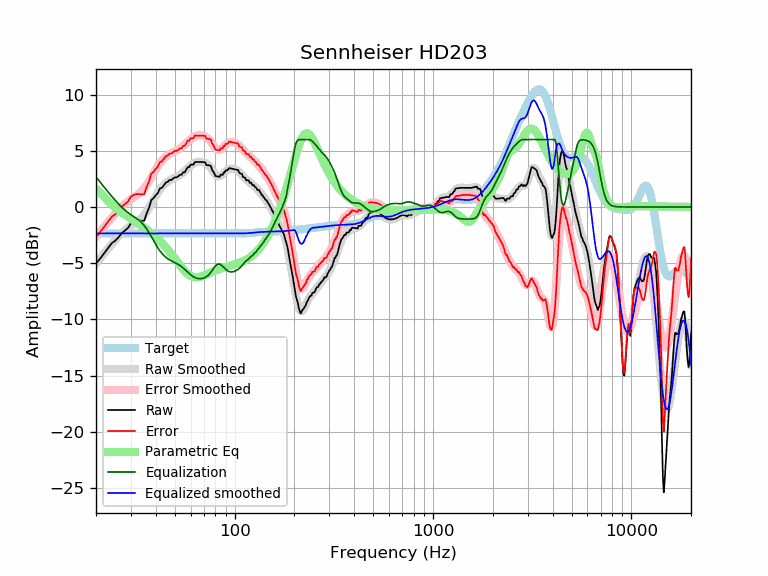 Sennheiser HD203
Amplitude (dBr)
10
5
0
−5
−10
−15
−20
−25
Target
Raw Smoothed
Error Smoothed
Raw
Error
Parametric Eq
Equalization
Equalized smoothed
100
1000
10000
Frequency (Hz)